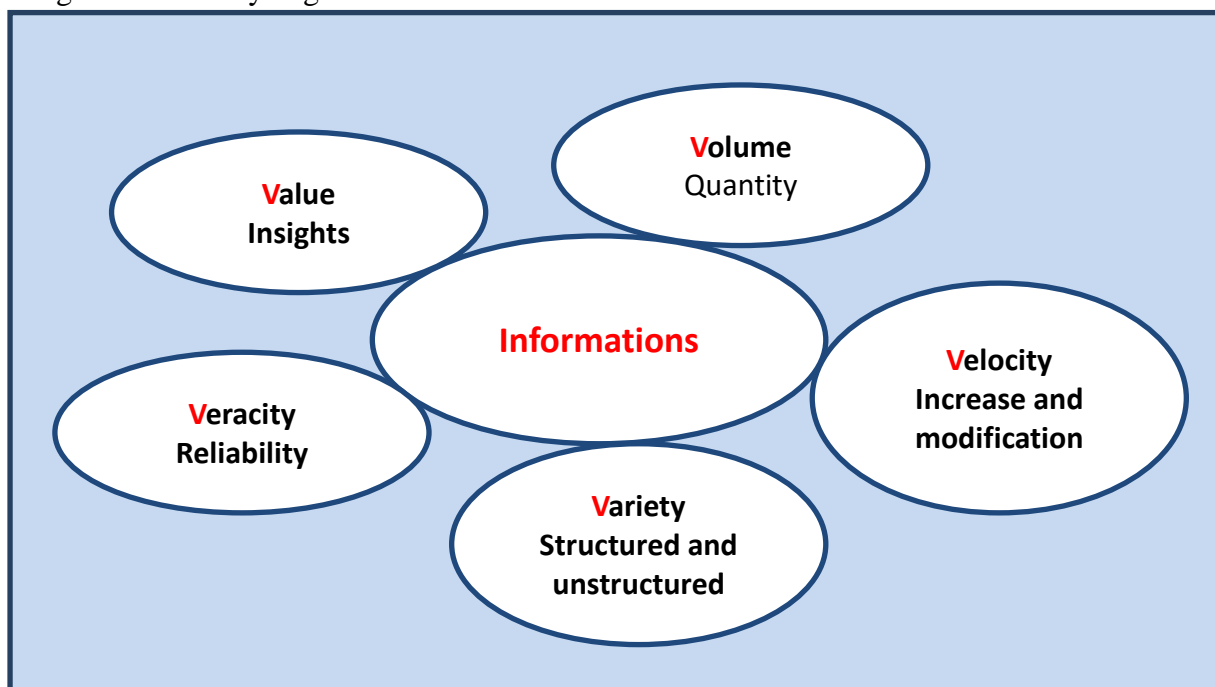 Volume
Quantity
Value
Insights
Informations
Velocity
Increase and
modification
Veracity
Reliability
Variety
Structured and
unstructured